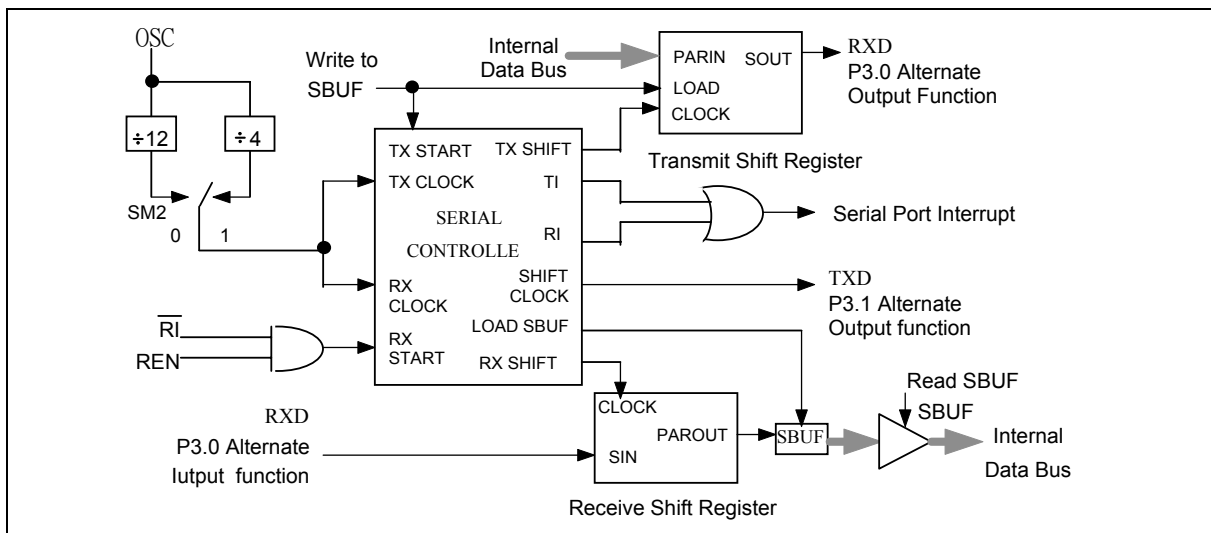 OSC
÷12
÷4
SM2
0
1
Write to
SBUF
Internal
Data Bus
PARIN
SOUT
LOAD
CLOCK
RXD
P3.0 Alternate
Output Function
Transmit Shift Register
TX START
TX SHIFT
TX CLOCK
TI
SERIAL
CONTROLLE
RI
SHIFT
CLOCK
RX
CLOCK
LOAD SBUF
RX
START
RX SHIFT
Serial Port Interrupt
TXD
P3.1 Alternate
Output function
RI
REN
RXD
P3.0 Alternate
Iutput function
CLOCK
PAROUT
SIN
Receive Shift Register
SBUF
Read SBUF
SBUF
Internal
Data Bus